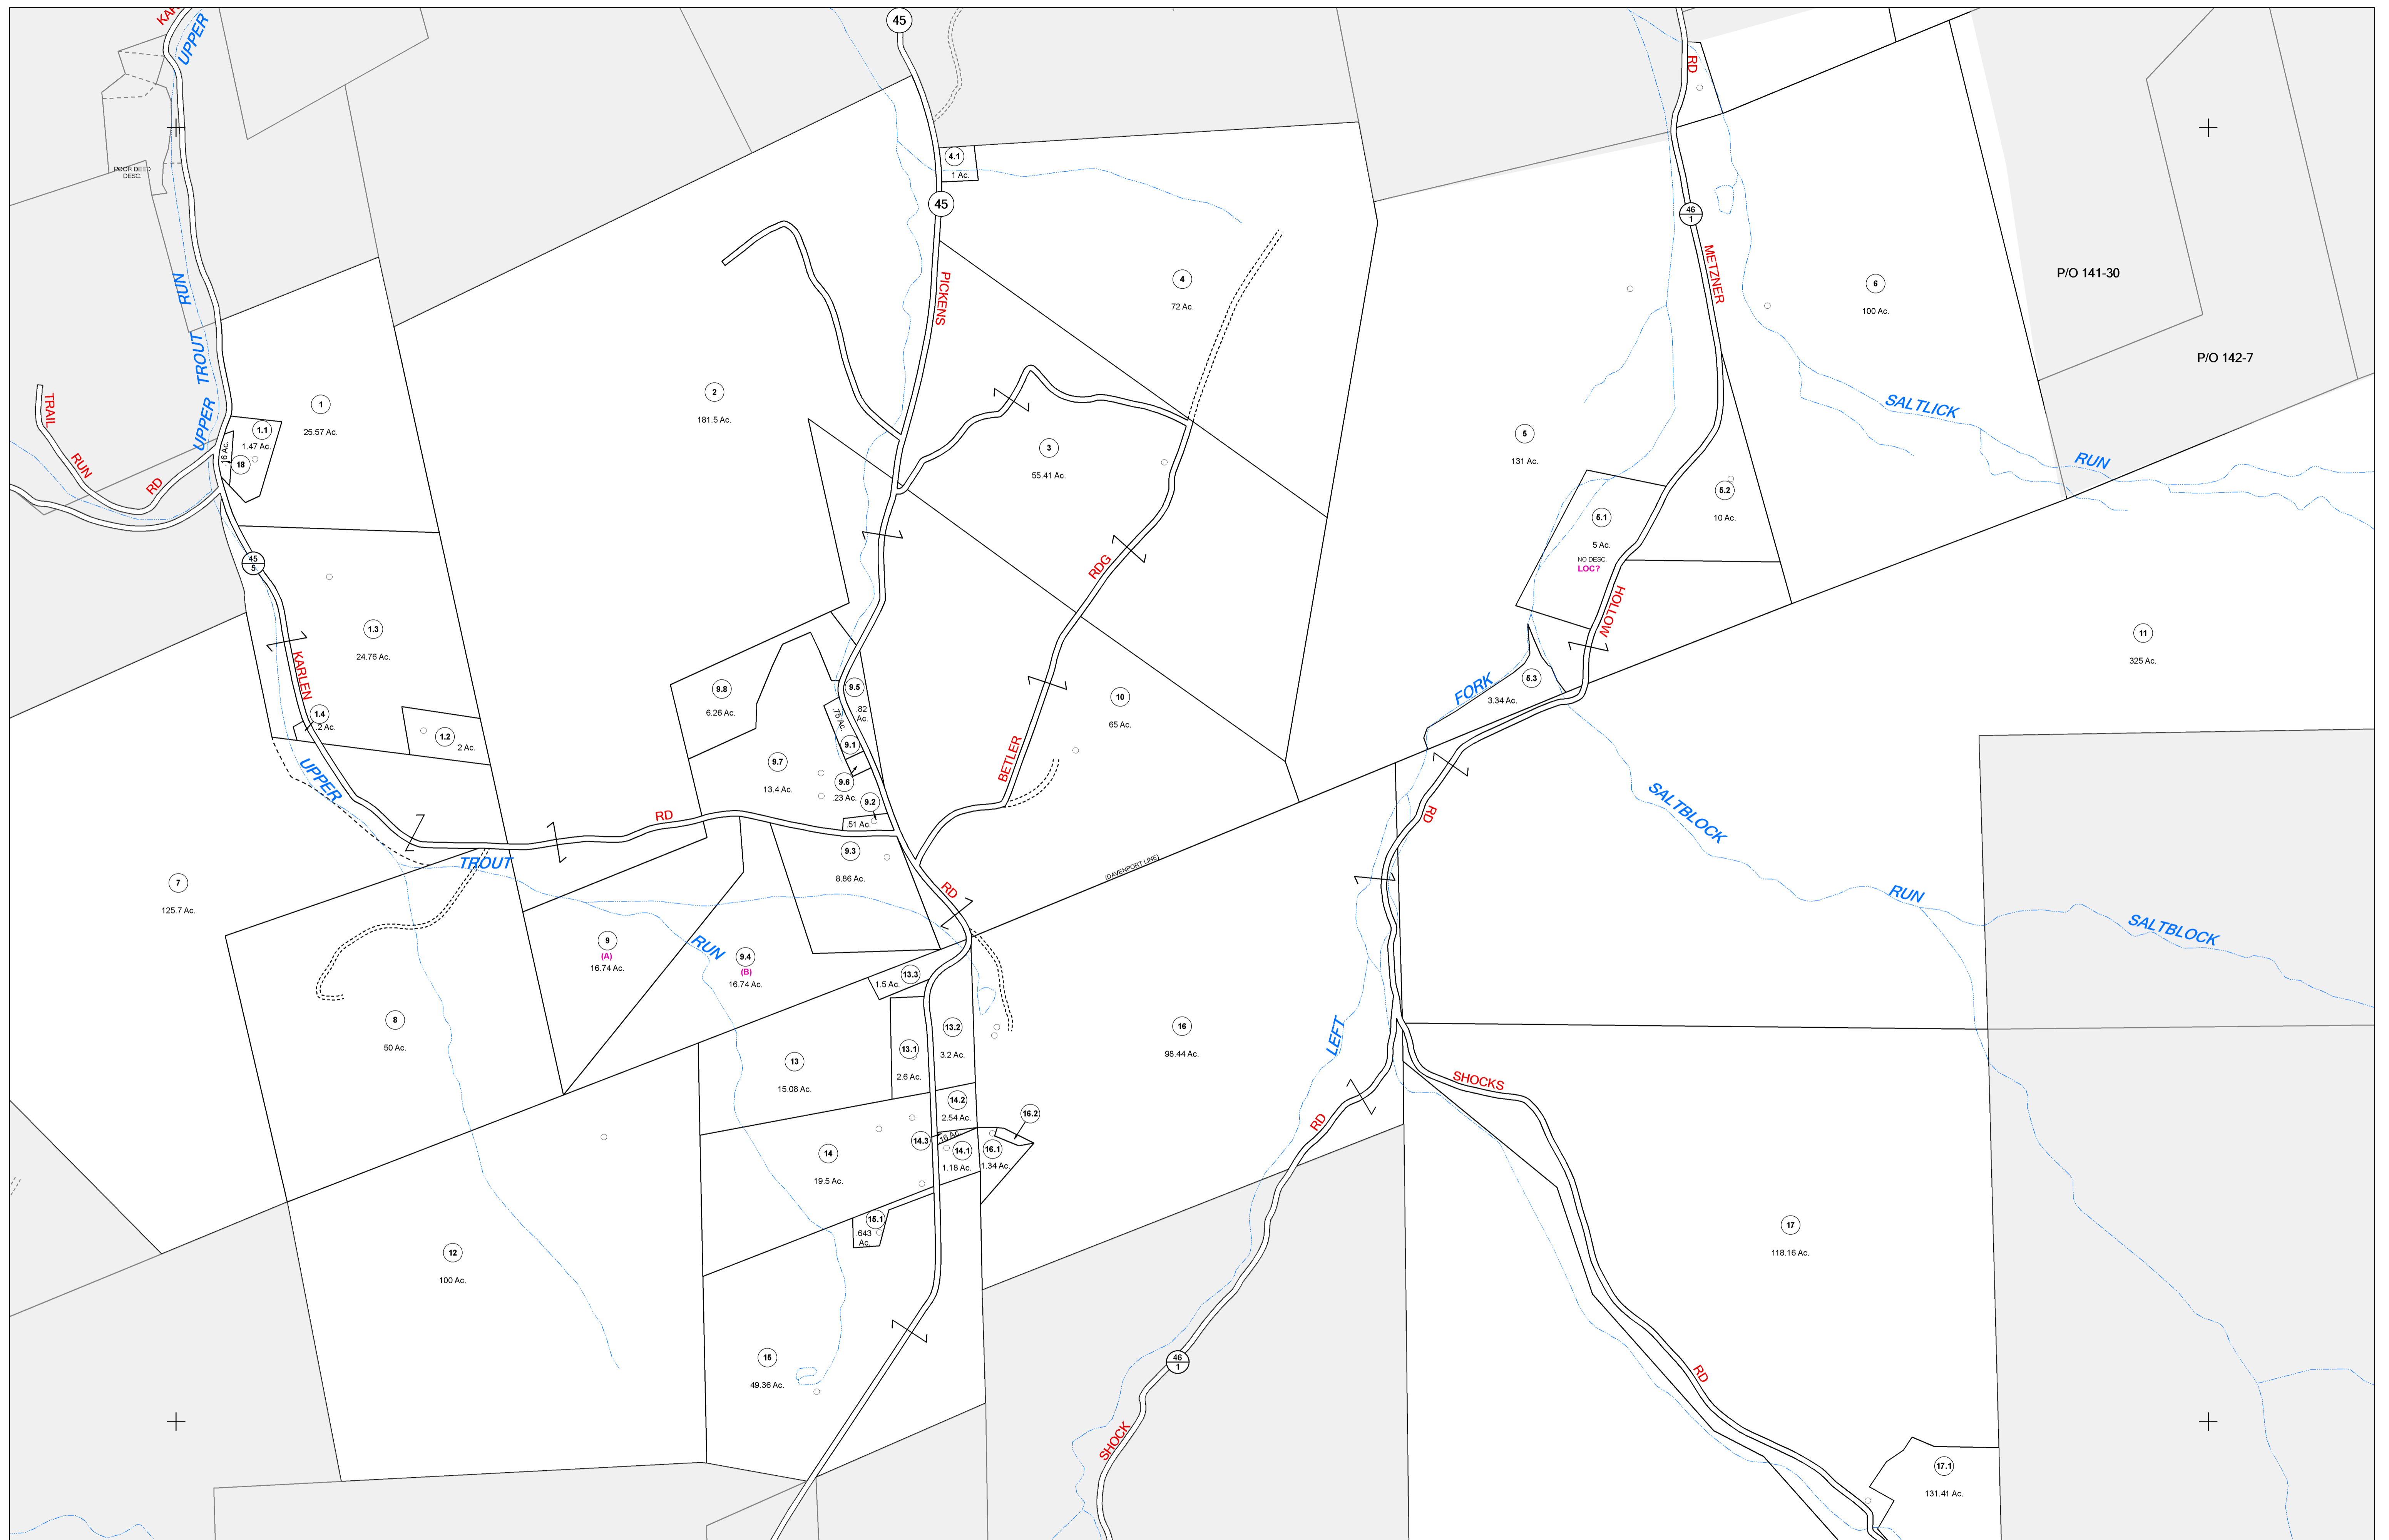 KAR
UPPER
45
RD
POOR DEED
DESC.
4.1
1 Ac.
45
46
1
PICKENS
METZNER
4
72 Ac.
6
100 Ac.
P/O 141-30
P/O 142-7
RUN
TROUT
UPPER
TRAIL
RUN
RD
1
25.57 Ac.
1.1
1.47 Ac.
.16 Ac.
18
2
181.5 Ac.
3
55.41 Ac.
5
131 Ac.
SALTLICK
RUN
5.2
10 Ac.
5.1
5 Ac.
NO DESC.
LOC?
45
5
RDG
HOLLOW
1.3
24.76 Ac.
11
325 Ac.
KARLEN
9.8
6.26 Ac.
9.5
.82
Ac.
.75 Ac.
9.1
10
65 Ac.
FORK
5.3
3.34 Ac.
1.4
.2 Ac.
1.2
2 Ac.
UPPER
9.7
13.4 Ac.
9.6
.23 Ac.
9.2
.51 Ac.
BETLER
RD
RD
SALTBLOCK
TROUT
9.3
8.86 Ac.
(DAVENPORT LINE)
7
125.7 Ac.
RD
RUN
SALTBLOCK
9
(A)
16.74 Ac.
RUN
9.4
(B)
16.74 Ac.
13.3
1.5 Ac.
8
50 Ac.
13.2
3.2 Ac.
13.1
2.6 Ac.
13
15.08 Ac.
16
98.44 Ac.
LEFT
SHOCKS
14.2
2.54 Ac.
16.2
RD
14.3
.16 Ac.
14.1
1.18 Ac.
16.1
1.34 Ac.
14
19.5 Ac.
15.1
.643
Ac.
17
118.16 Ac.
12
100 Ac.
15
49.36 Ac.
46
1
RD
SHOCK
17.1
131.41 Ac.